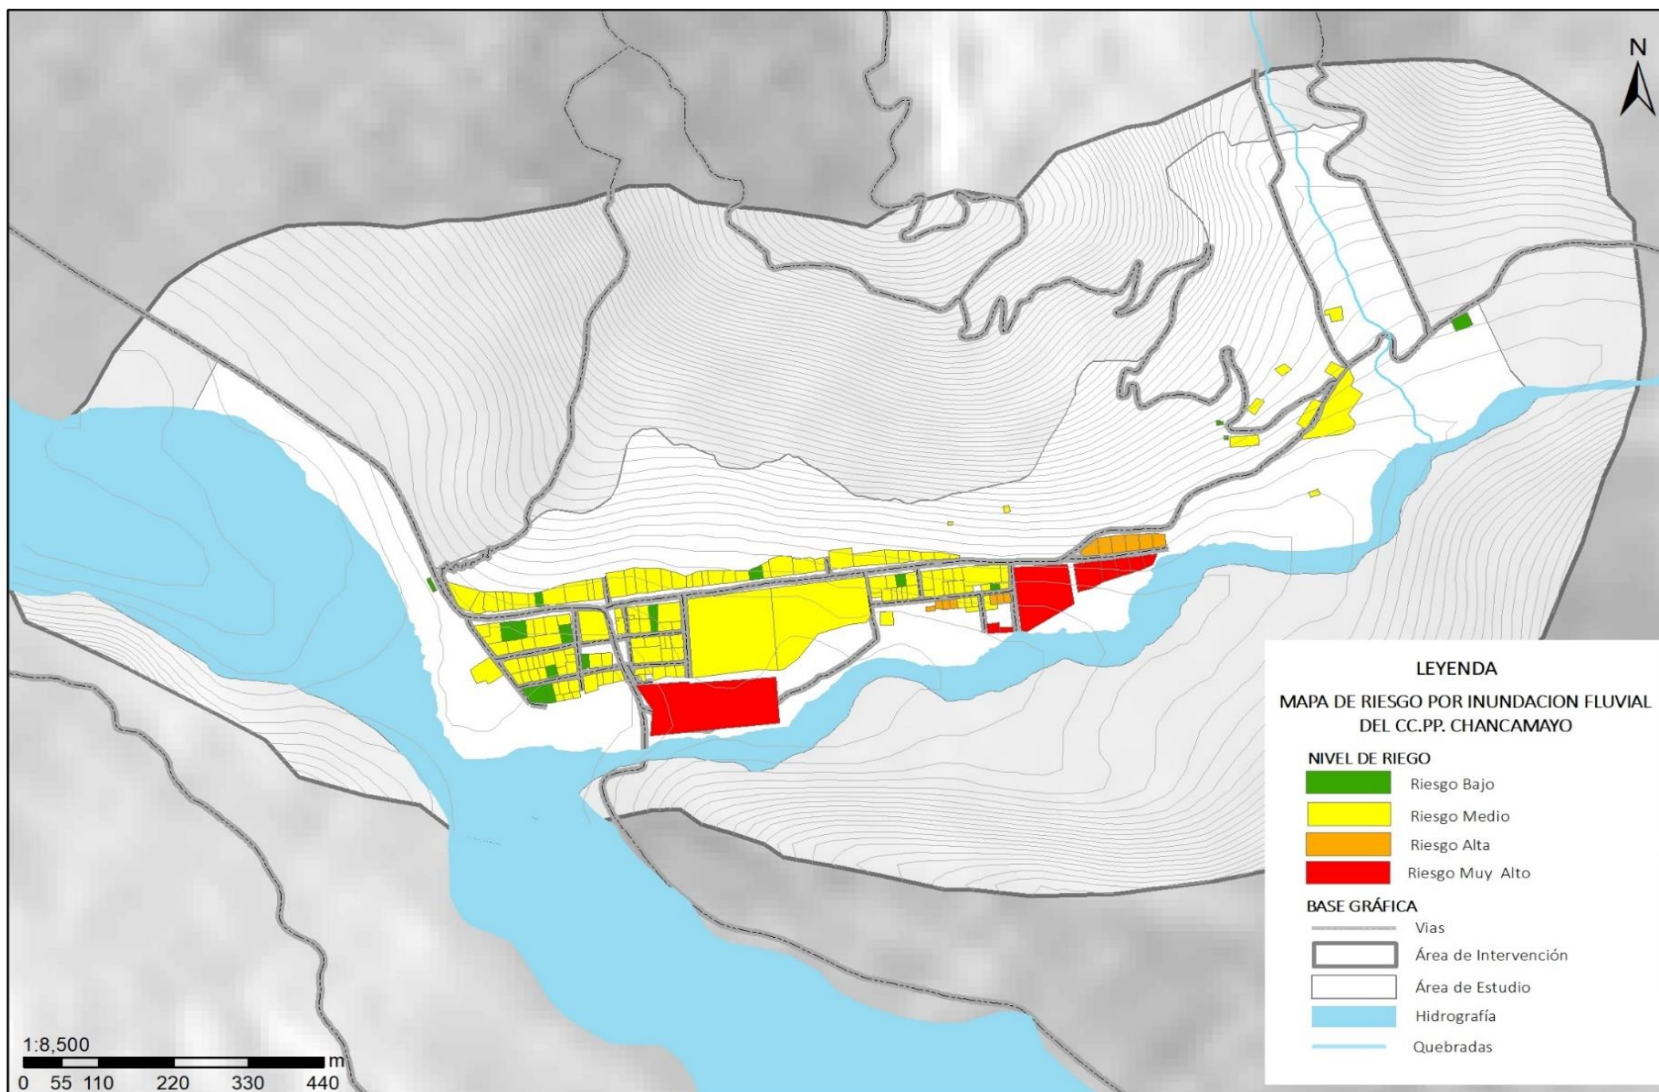 N
LEYENDA
MAPA DE RIESGO POR INUNDACION FLUVIAL
DEL CC.PP. CHANCAMAYO
NIVEL DE RIEGO
Riesgo Bajo
Riesgo Medio
Riesgo Alta
Riesgo Muy Alto
BASE GRÁFICA
Vias
Área de Intervención
Área de Estudio
Hidrografía
Quebradas
1:8,500
m
0 55 110 220 330 440